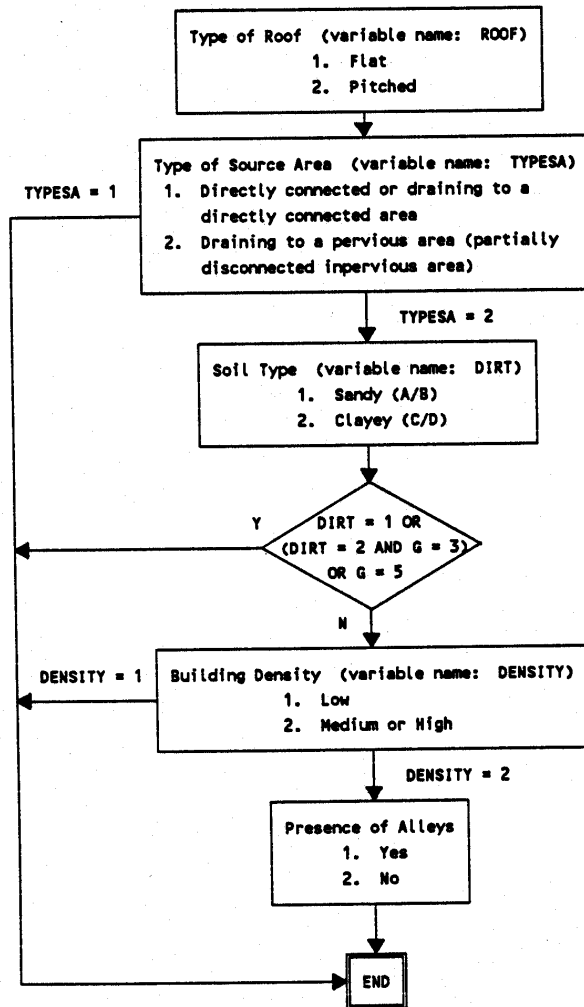 Type of Roof (variable name: ROOF)
1. Flat
2. Pitched
Type of Source Area (variable name: TYPESA)
1. Directly connected or draining to a
directly connected area
2. Draining to a pervious area (partially
disconnected inpervious area)
TYPESA = 1
TYPESA = 2
Soil Type (variable name: DIRT)
1. Sandy (A/B)
2. Clayey (C/D)
Y
DIRT = 1 OR
(DIRT = 2 AND G = 3)
OR G = 5
N
DENSITY = 1
Building Density (variable name: DENSITY)
1. Low
2. Medium or High
DENSITY = 2
Presence of Alleys
1. Yes
2. No
END